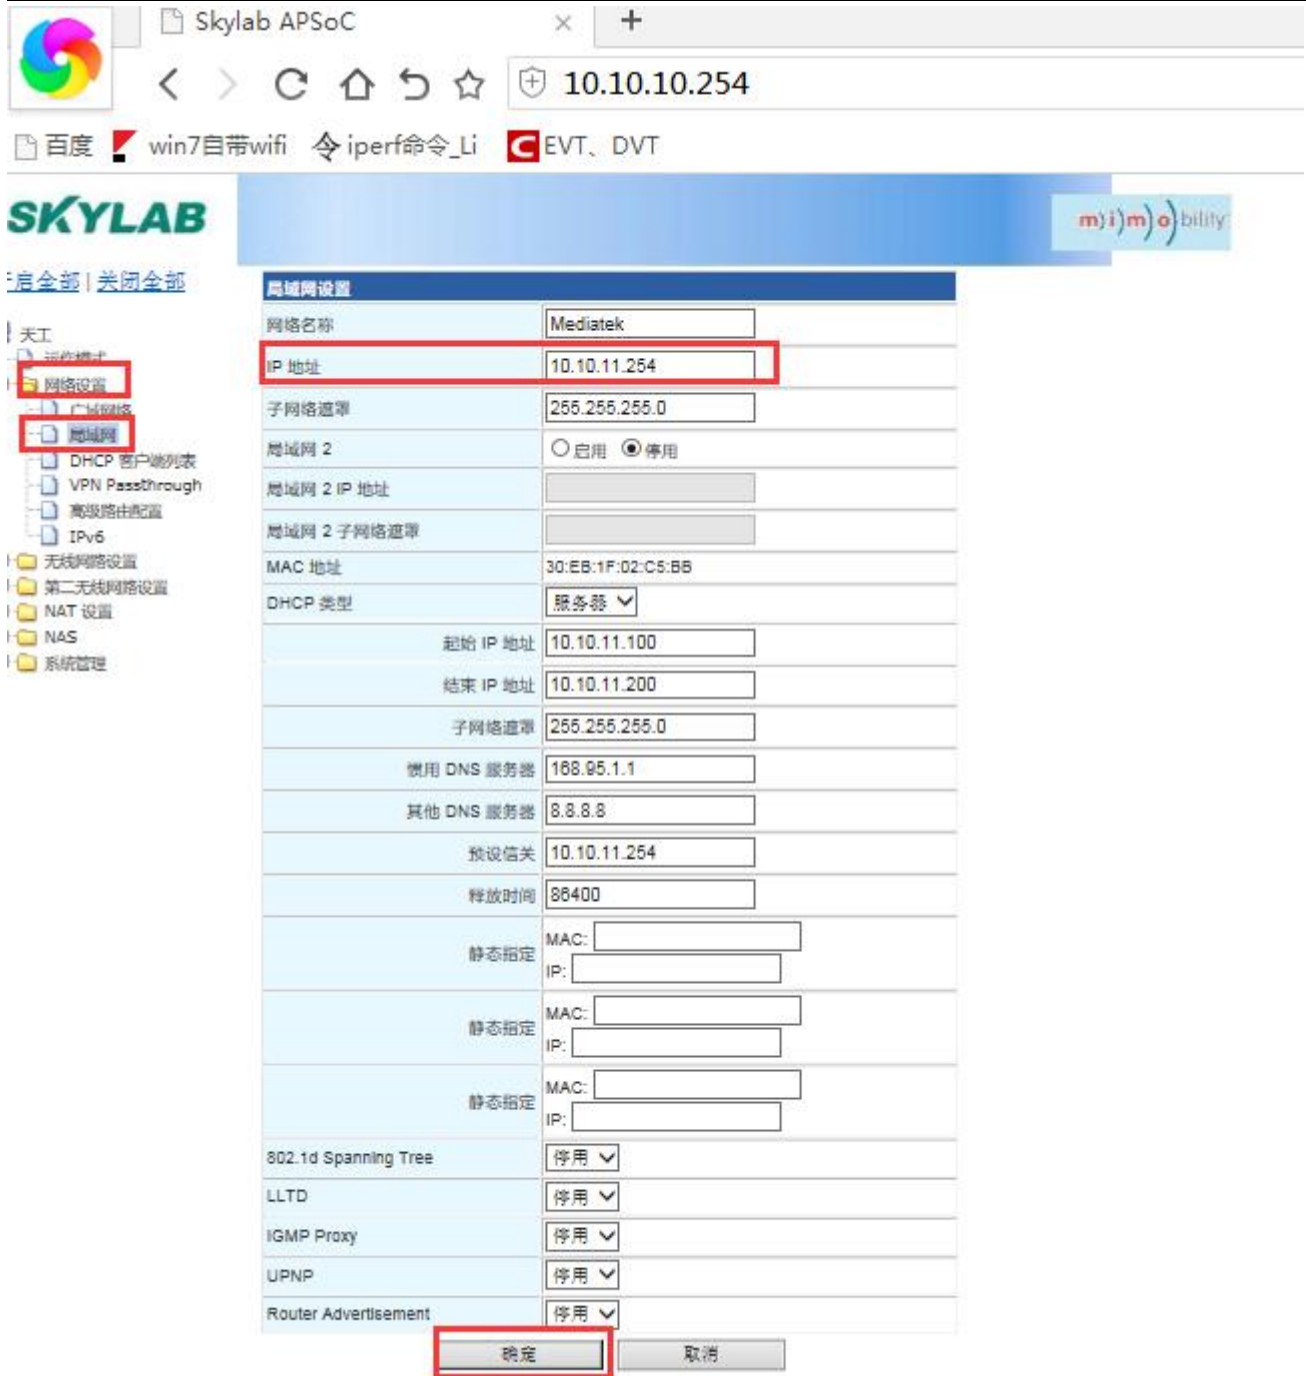 Skylab APSoC
10.10.10.254
百度 win7自带wifi iperf命令_Li EVT、DVT
SKYLAB
m)i)m)o)bility
启全部 | 关闭全部
天工
运作模式
网络设置
广域网络
局域网
DHCP 客户端列表
VPN Passthrough
高级路由配置
IPv6
无线网路设置
第二无线网路设置
NAT 设置
NAS
系统管理
局域网设置
网络名称 Mediatek
IP 地址 10.10.11.254
子网络遮罩 255.255.255.0
局域网 2 启用 停用
局域网 2 IP 地址
局域网 2 子网络遮罩
MAC 地址 30:EB:1F:02:C5:BB
DHCP 类型 服务器
起始 IP 地址 10.10.11.100
结束 IP 地址 10.10.11.200
子网络遮罩 255.255.255.0
惯用 DNS 服务器 168.95.1.1
其他 DNS 服务器 8.8.8.8
预设信关 10.10.11.254
释放时间 86400
静态指定 MAC:
IP:
静态指定 MAC:
IP:
静态指定 MAC:
IP:
802.1d Spanning Tree 停用
LLTD 停用
IGMP Proxy 停用
UPNP 停用
Router Advertisement 停用
确定 取消